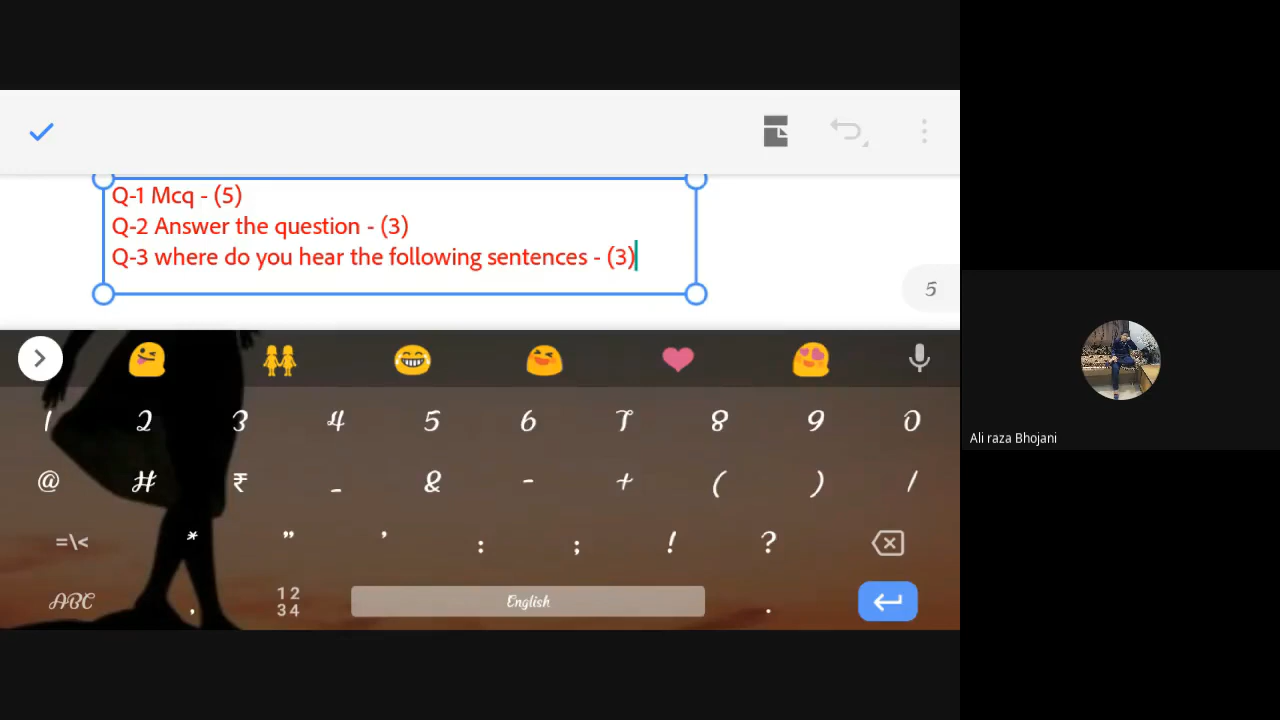 Q-1 Mcq - (5)
Q-2 Answer the question - (3)
Q-3 where do you hear the following sentences - (3)
5
1 2 3 4 5 6 7 8 9 0
@ # ₹ _ & - + ( ) /
=\< * " ' : ; ! ?
ABC , 12 34 English .
Ali raza Bhojani